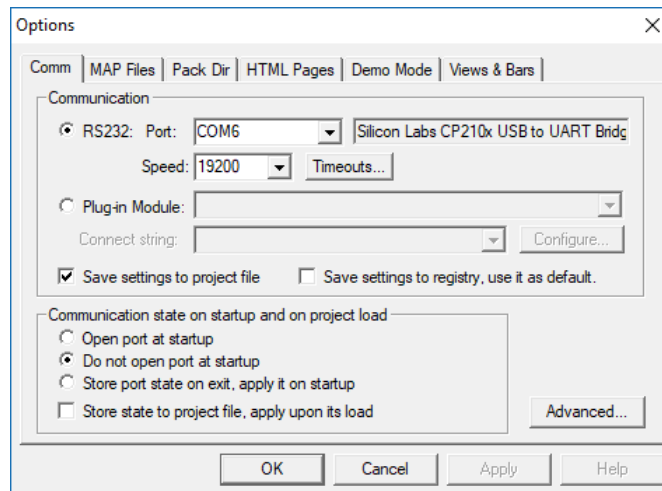 Options
Comm MAP Files Pack Dir HTML Pages Demo Mode Views & Bars
Communication
RS232: Port: COM6 Silicon Labs CP210x USB to UART Bridg
Speed: 19200 Timeouts...
Plug-in Module:
Connect string: Configure...
Save settings to project file Save settings to registry, use it as default.
Communication state on startup and on project load
Open port at startup
Do not open port at startup
Store port state on exit, apply it on startup
Store state to project file, apply upon its load Advanced...
OK Cancel Apply Help